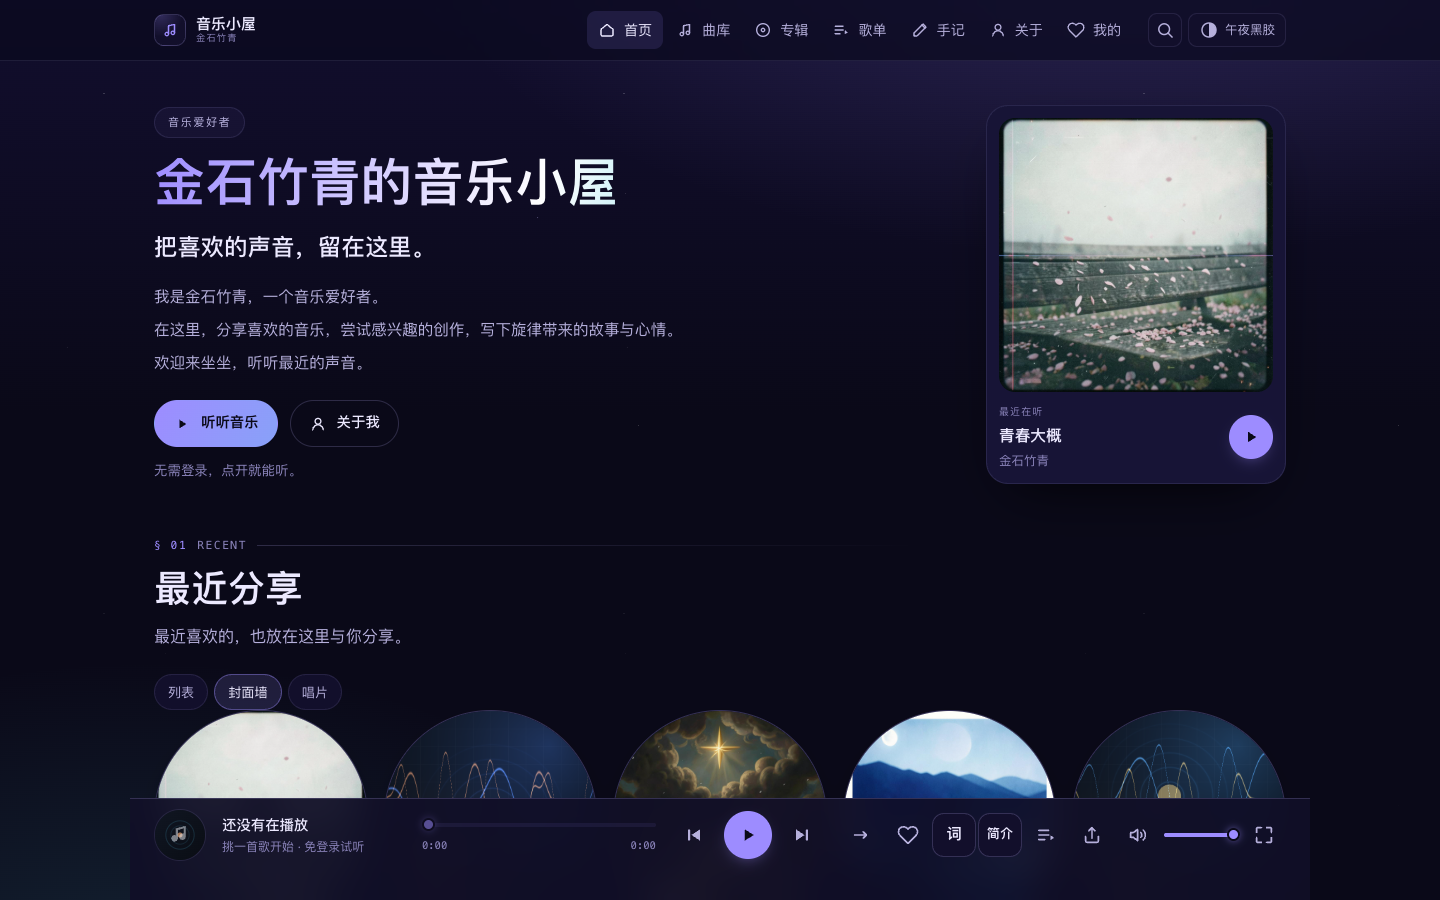 音乐小屋
金石竹青
首页
曲库
专辑
歌单
手记
关于
我的
午夜黑胶
音乐爱好者
金石竹青的音乐小屋
把喜欢的声音，留在这里。
我是金石竹青，一个音乐爱好者。
在这里，分享喜欢的音乐，尝试感兴趣的创作，写下旋律带来的故事与心情。
欢迎来坐坐，听听最近的声音。
听听音乐
关于我
无需登录，点开就能听。
最近在听
青春大概
金石竹青
§ 01 RECENT
最近分享
最近喜欢的，也放在这里与你分享。
列表
封面墙
唱片
还没有在播放
挑一首歌开始 · 免登录试听
0:00
0:00
词
简介